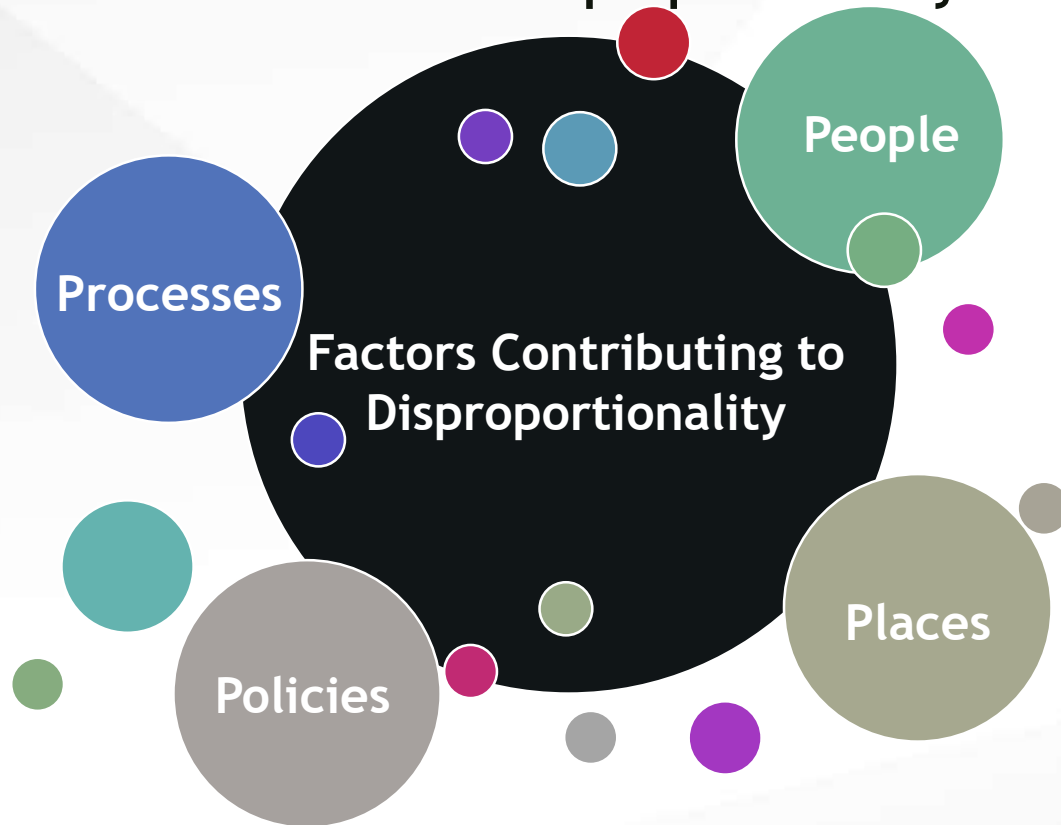 People
Processes
Factors Contributing to
Disproportionality
Places
Policies